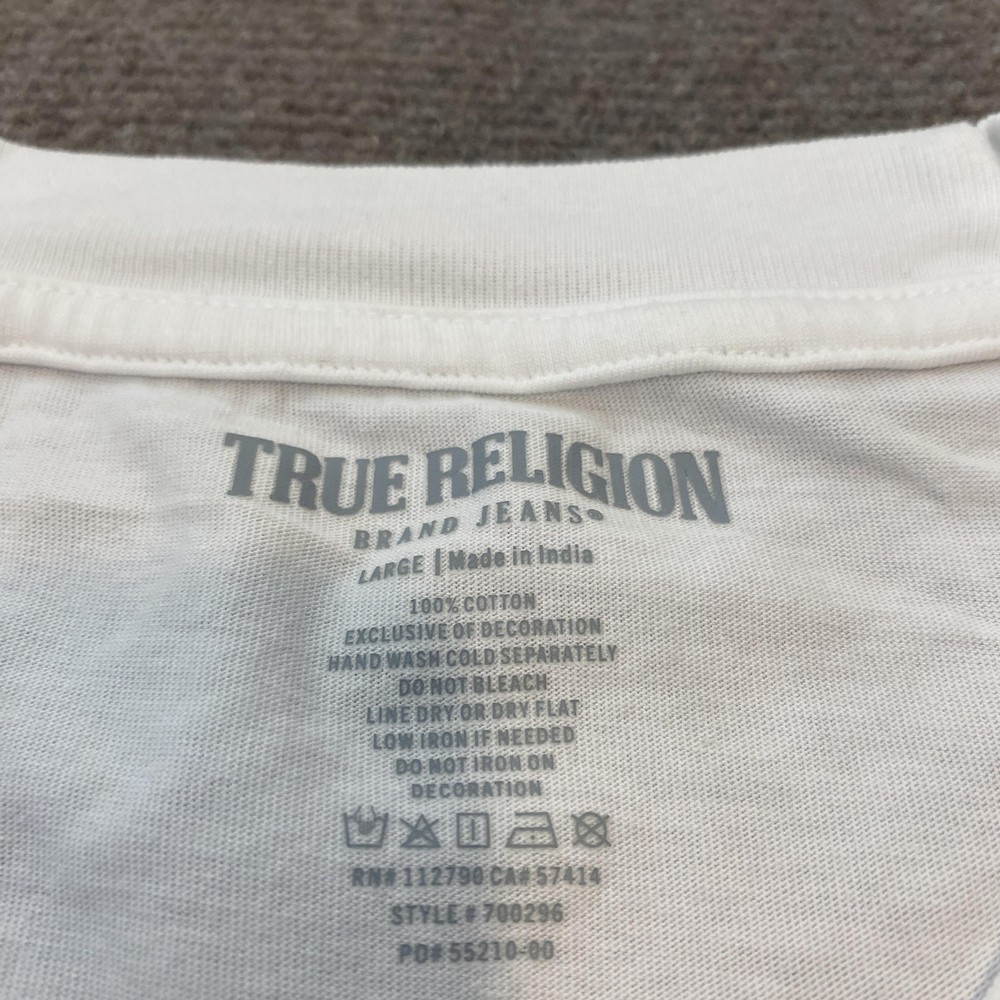 TRUE RELIGION
BRAND JEANS®
LARGE | Made in India
100% COTTON
EXCLUSIVE OF DECORATION
HAND WASH COLD SEPARATELY
DO NOT BLEACH
LINE DRY OR DRY FLAT
LOW IRON IF NEEDED
DO NOT IRON ON
DECORATION
RN# 112790 CA# 57414
STYLE # 700296
PO# 55210-00